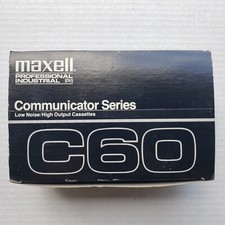 maxell
PROFESSIONAL
INDUSTRIAL
Communicator Series
Low Noise/High Output Cassettes
C60